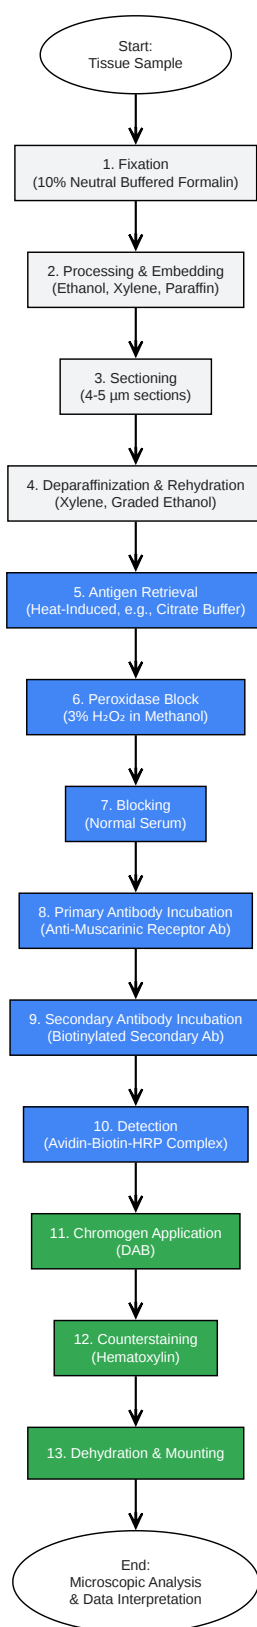 Start:
Tissue Sample
1. Fixation
(10% Neutral Buffered Formalin)
2. Processing & Embedding
(Ethanol, Xylene, Paraffin)
3. Sectioning
(4-5 µm sections)
4. Deparaffinization & Rehydration
(Xylene, Graded Ethanol)
5. Antigen Retrieval
(Heat-Induced, e.g., Citrate Buffer)
6. Peroxidase Block
(3% H₂O₂ in Methanol)
7. Blocking
(Normal Serum)
8. Primary Antibody Incubation
(Anti-Muscarinic Receptor Ab)
9. Secondary Antibody Incubation
(Biotinylated Secondary Ab)
10. Detection
(Avidin-Biotin-HRP Complex)
11. Chromogen Application
(DAB)
12. Counterstaining
(Hematoxylin)
13. Dehydration & Mounting
End:
Microscopic Analysis
& Data Interpretation